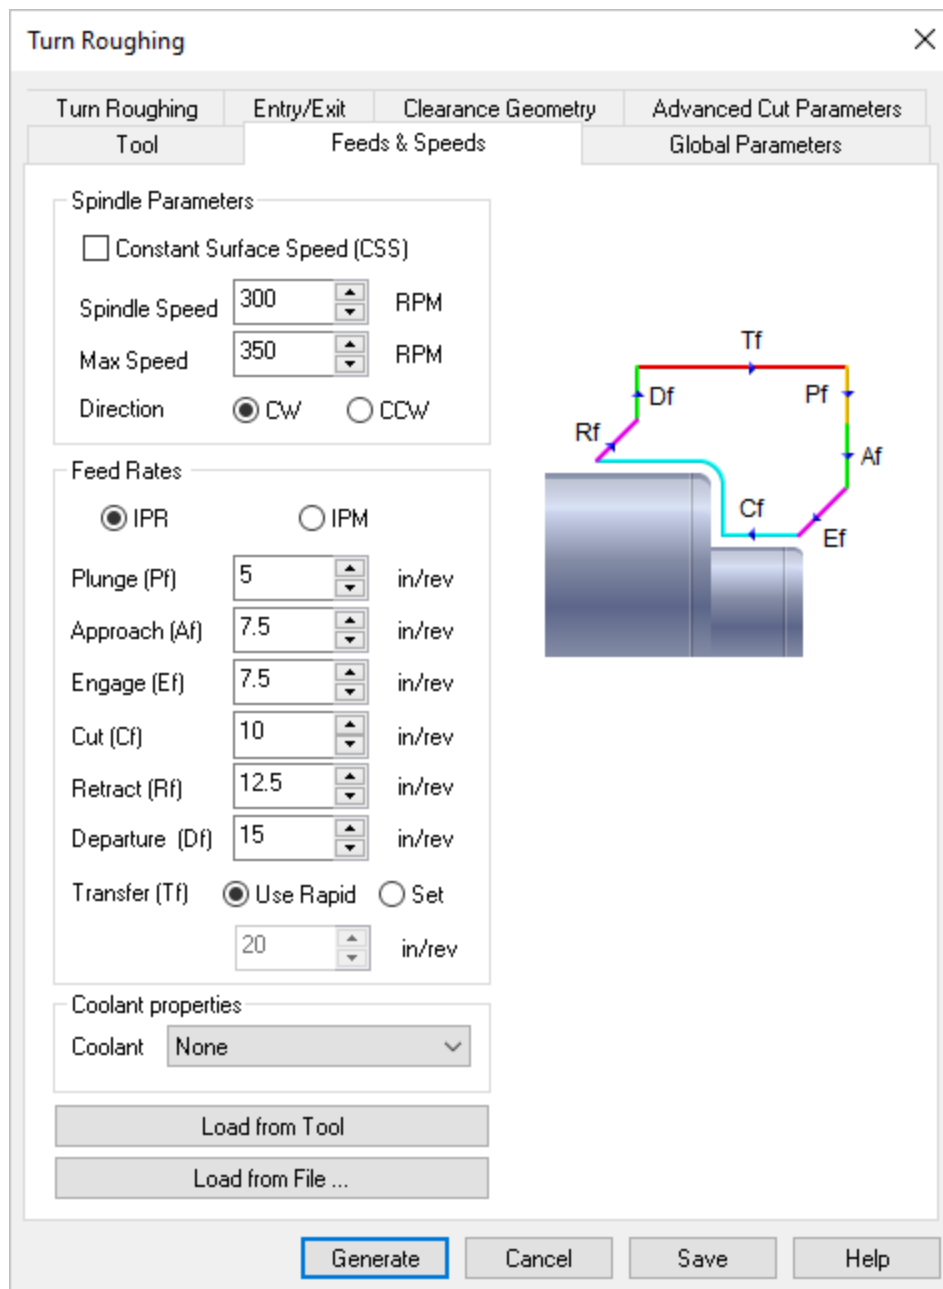 Turn Roughing
Turn Roughing Entry/Exit Clearance Geometry Advanced Cut Parameters
Tool Feeds & Speeds Global Parameters
Spindle Parameters
Constant Surface Speed (CSS)
Spindle Speed 300 RPM
Max Speed 350 RPM
Direction CW CCW
Feed Rates
IPR IPM
Plunge (Pf) 5 in/rev
Approach (Af) 7.5 in/rev
Engage (Ef) 7.5 in/rev
Cut (Cf) 10 in/rev
Retract (Rf) 12.5 in/rev
Departure (Df) 15 in/rev
Transfer (Tf) Use Rapid Set
20 in/rev
Coolant properties
Coolant None
Load from Tool
Load from File ...
Tf
Df Pf
Rf Af
Cf Ef
Generate Cancel Save Help